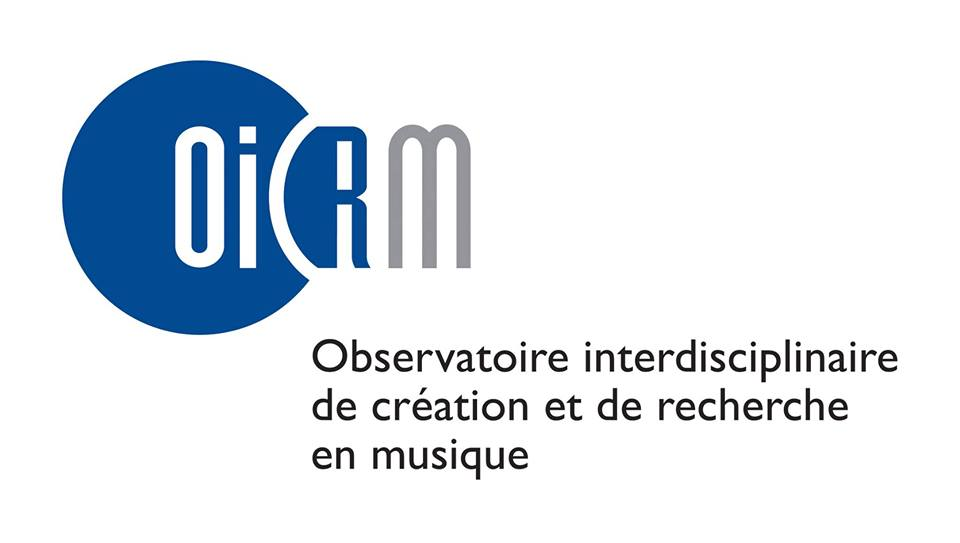 OiCRM
Observatoire interdisciplinaire
de création et de recherche
en musique